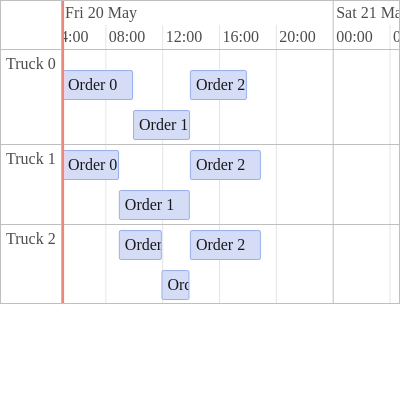 Fri 20 May
Sat 21 Ma
4:00 08:00 12:00 16:00 20:00 00:00 0
Truck 0
Order 0
Order 2
Order 1
Truck 1
Order 0
Order 2
Order 1
Truck 2
Order
Order 2
Ord